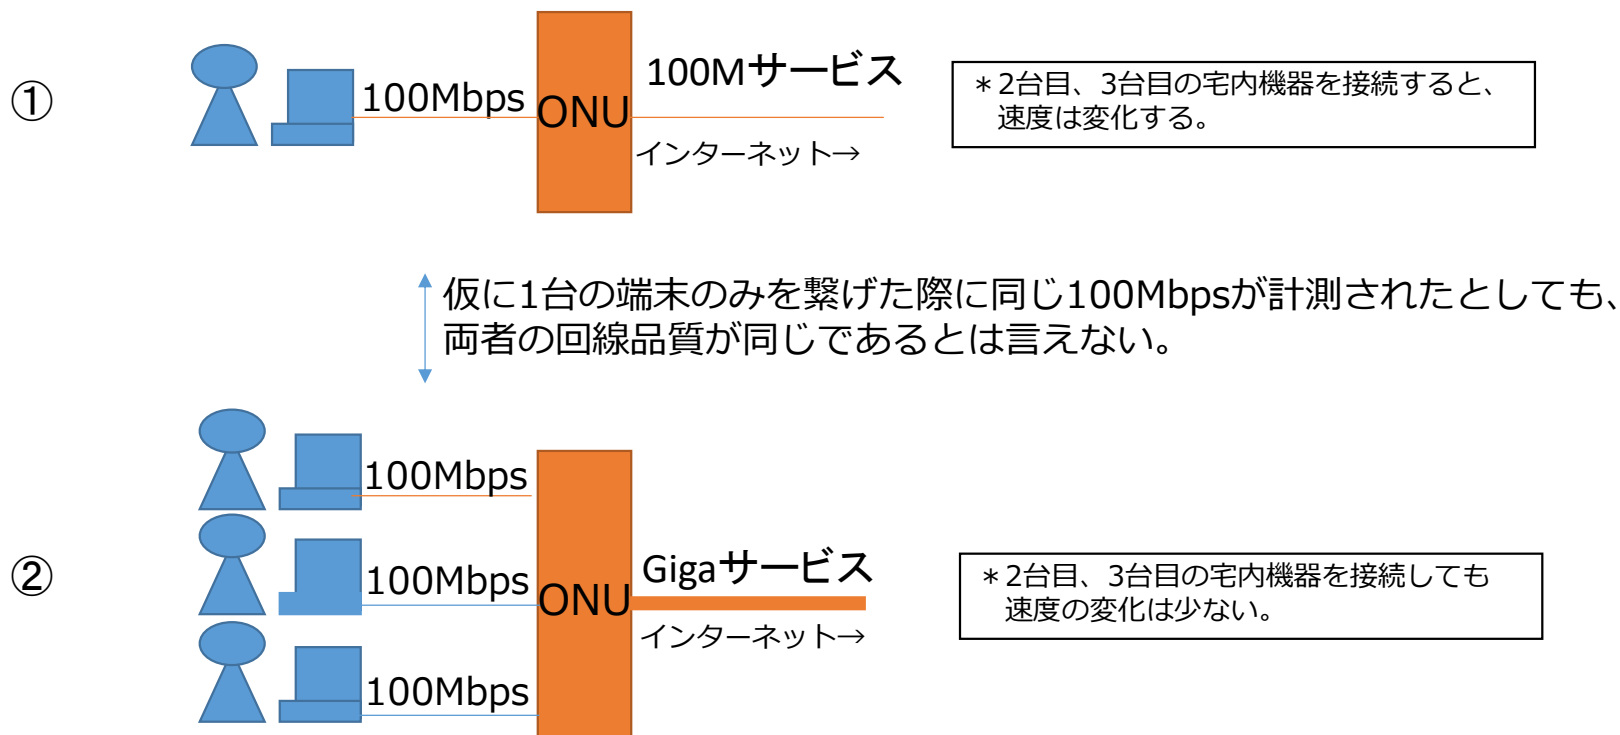 ①
100Mbps
ONU
100Mサービス
インターネット→
＊2台目、3台目の宅内機器を接続すると、
速度は変化する。
仮に1台の端末のみを繋げた際に同じ100Mbpsが計測されたとしても、
両者の回線品質が同じであるとは言えない。
②
100Mbps
100Mbps
100Mbps
ONU
Gigaサービス
インターネット→
＊2台目、3台目の宅内機器を接続しても
速度の変化は少ない。